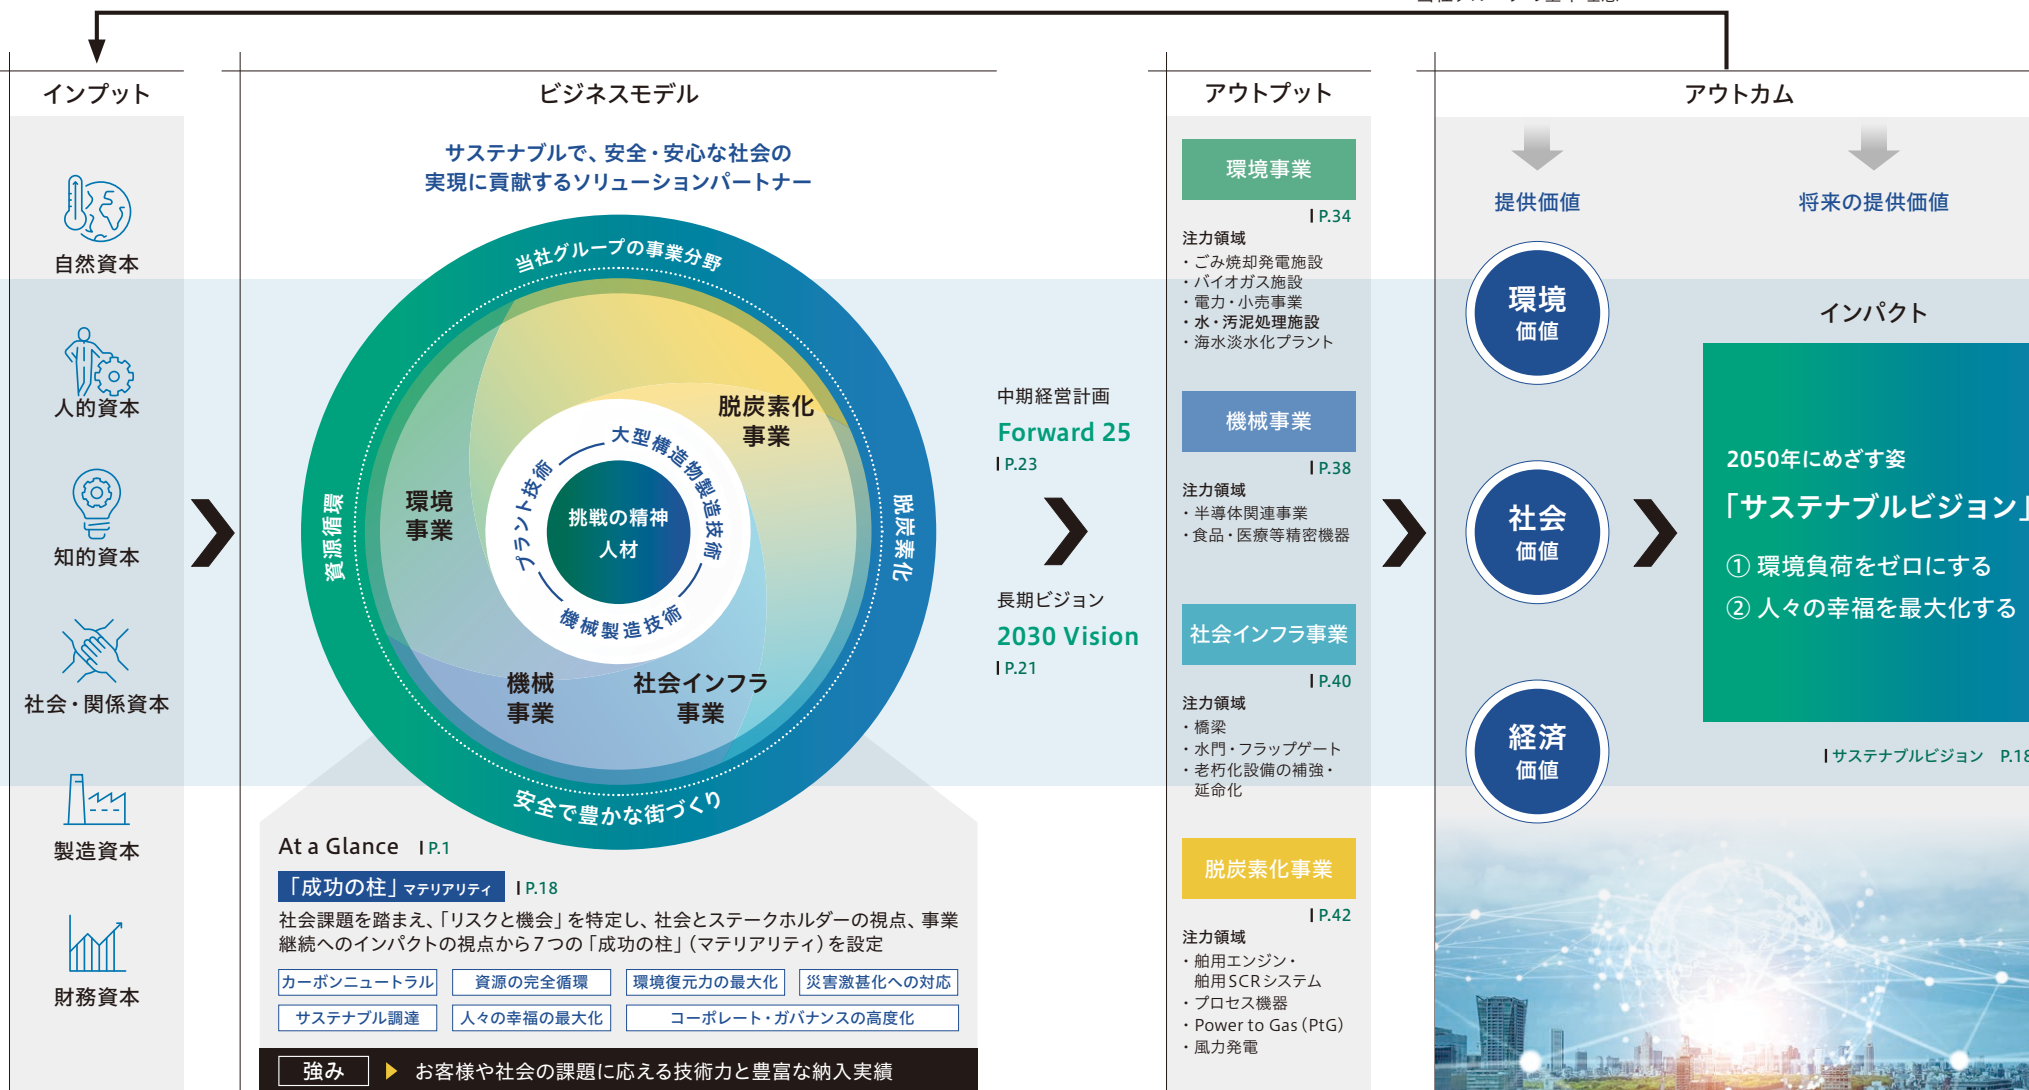 インプット
自然資本
人的資本
知的資本
社会・関係資本
製造資本
財務資本
ビジネスモデル
サステナブルで、安全・安心な社会の
実現に貢献するソリューションパートナー
当社グループの事業分野
資源循環
脱炭素化
安全で豊かな街づくり
脱炭素化
事業
環境
事業
機械
事業
社会インフラ
事業
大型構造物製造技術
プラント技術
機械製造技術
挑戦の精神
人材
At a Glance P.1
「成功の柱」マテリアリティ P.18
社会課題を踏まえ、「リスクと機会」を特定し、社会とステークホルダーの視点、事業
継続へのインパクトの視点から7つの「成功の柱」(マテリアリティ)を設定
カーボンニュートラル 資源の完全循環 環境復元力の最大化 災害激甚化への対応
サステナブル調達 人々の幸福の最大化 コーポレート・ガバナンスの高度化
強み お客様や社会の課題に応える技術力と豊富な納入実績
中期経営計画
Forward 25
P.23
長期ビジョン
2030 Vision
P.21
アウトプット
環境事業
P.34
注力領域
・ごみ焼却発電施設
・バイオガス施設
・電力・小売事業
・水・汚泥処理施設
・海水淡水化プラント
機械事業
P.38
注力領域
・半導体関連事業
・食品・医療等精密機器
社会インフラ事業
P.40
注力領域
・橋梁
・水門・フラップゲート
・老朽化設備の補強・
延命化
脱炭素化事業
P.42
注力領域
・舶用エンジン・
舶用SCRシステム
・プロセス機器
・Power to Gas(PtG)
・風力発電
アウトカム
提供価値
環境
価値
社会
価値
経済
価値
将来の提供価値
インパクト
2050年にめざす姿
「サステナブルビジョン」
① 環境負荷をゼロにする
② 人々の幸福を最大化する
サステナブルビジョン P.18